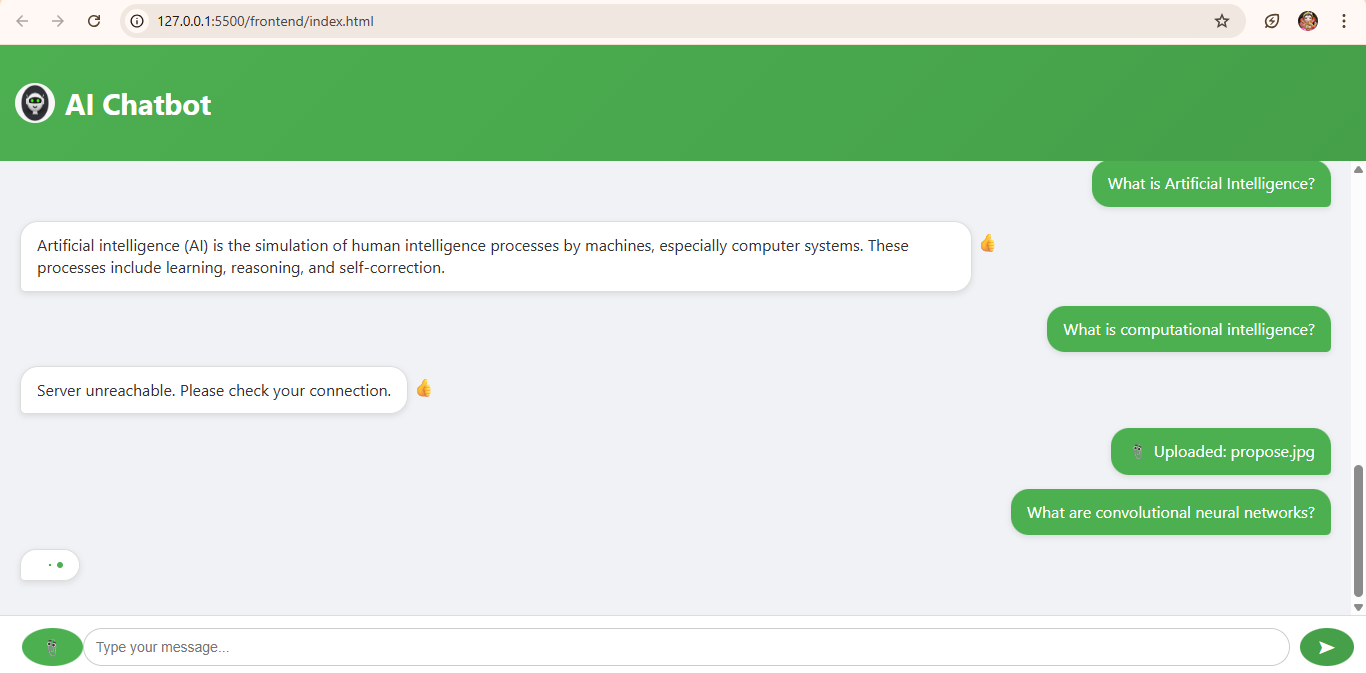 127.0.0.1:5500/frontend/index.html
AI Chatbot
What is Artificial Intelligence?
Artificial intelligence (AI) is the simulation of human intelligence processes by machines, especially computer systems. These
processes include learning, reasoning, and self-correction.
What is computational intelligence?
Server unreachable. Please check your connection.
Uploaded: propose.jpg
What are convolutional neural networks?
Type your message...